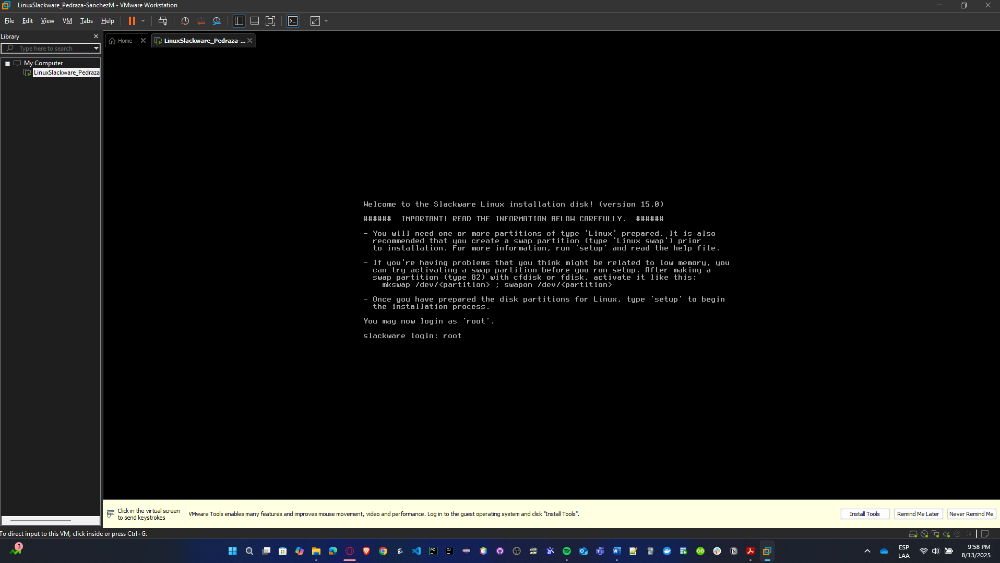 LinuxSlackware_Pedraza-SanchezM - VMware Workstation
File Edit View VM Tabs Help
Library
Type here to search
My Computer
LinuxSlackware_Pedraza
Home
LinuxSlackware_Pedraza-...
Welcome to the Slackware Linux installation disk! (version 15.0)
###### IMPORTANT! READ THE INFORMATION BELOW CAREFULLY. ######
- You will need one or more partitions of type 'Linux' prepared. It is also
recommended that you create a swap partition (type 'Linux swap') prior
to installation. For more information, run 'setup' and read the help file.
- If you're having problems that you think might be related to low memory, you
can try activating a swap partition before you run setup. After making a
swap partition (type 82) with cfdisk or fdisk, activate it like this:
mkswap /dev/<partition> ; swapon /dev/<partition>
- Once you have prepared the disk partitions for Linux, type 'setup' to begin
the installation process.
You may now login as 'root'.
slackware login: root
Click in the virtual screen
to send keystrokes
VMware Tools enables many features and improves mouse movement, video and performance. Log in to the guest operating system and click "Install Tools".
Install Tools
Remind Me Later
Never Remind Me
To direct input to this VM, click inside or press Ctrl+G.
3
PC
IJ
ESP
LAA
9:58 PM
8/13/2025